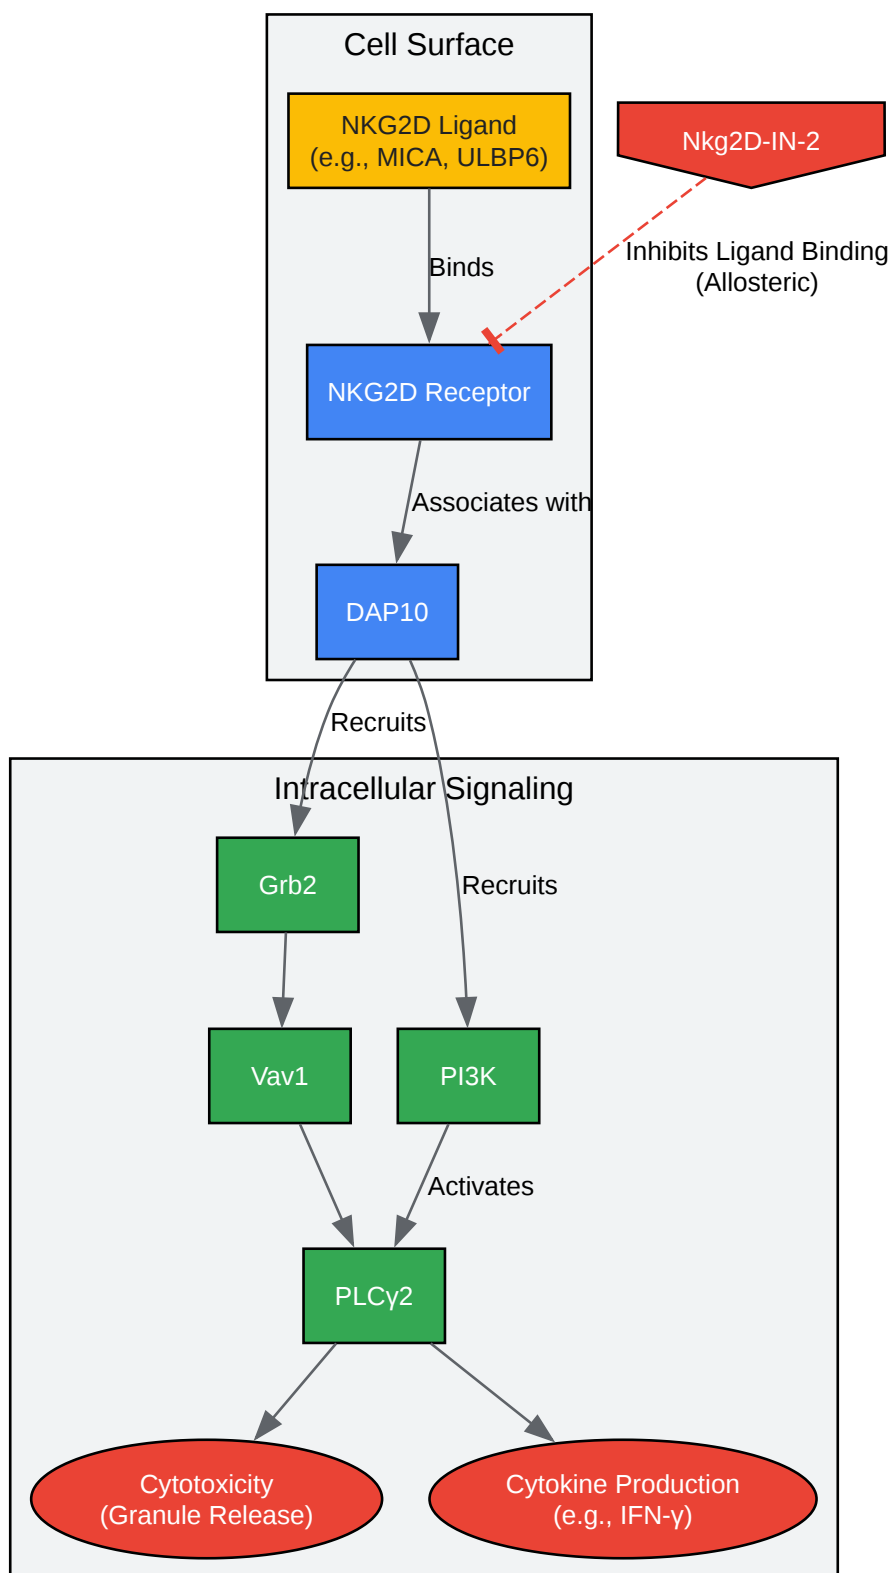 Cell Surface
NKG2D Ligand
(e.g., MICA, ULBP6)
Nkg2D-IN-2
Inhibits Ligand Binding
(Allosteric)
Binds
NKG2D Receptor
Associates with
DAP10
Recruits
Intracellular Signaling
Grb2
Recruits
Vav1
PI3K
Activates
PLCγ2
Cytotoxicity
(Granule Release)
Cytokine Production
(e.g., IFN-γ)